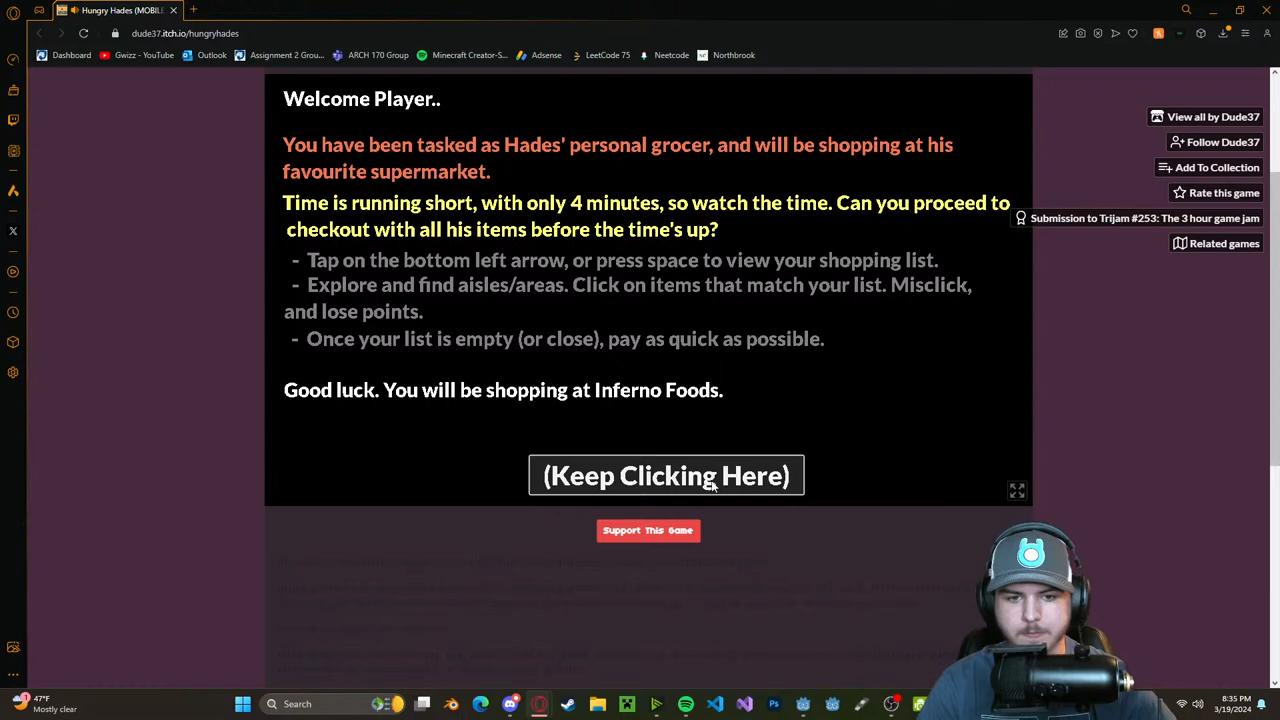 Hungry Hades (MOBILE
dude37.itch.io/hungryhades
Dashboard
Gwizz - YouTube
Outlook
Assignment 2 Grou...
ARCH 170 Group
Minecraft Creator-S...
Adsense
LeetCode 75
Neetcode
Northbrook
Welcome Player..
You have been tasked as Hades' personal grocer, and will be shopping at his
favourite supermarket.
Time is running short, with only 4 minutes, so watch the time. Can you proceed to
checkout with all his items before the time's up?
- Tap on the bottom left arrow, or press space to view your shopping list.
- Explore and find aisles/areas. Click on items that match your list. Misclick,
and lose points.
- Once your list is empty (or close), pay as quick as possible.
Good luck. You will be shopping at Inferno Foods.
(Keep Clicking Here)
View all by Dude37
Follow Dude37
Add To Collection
Rate this game
Submission to Trijam #253: The 3 hour game jam
Related games
Support This Game
1
47°F
Mostly clear
Search
8:35 PM
3/19/2024